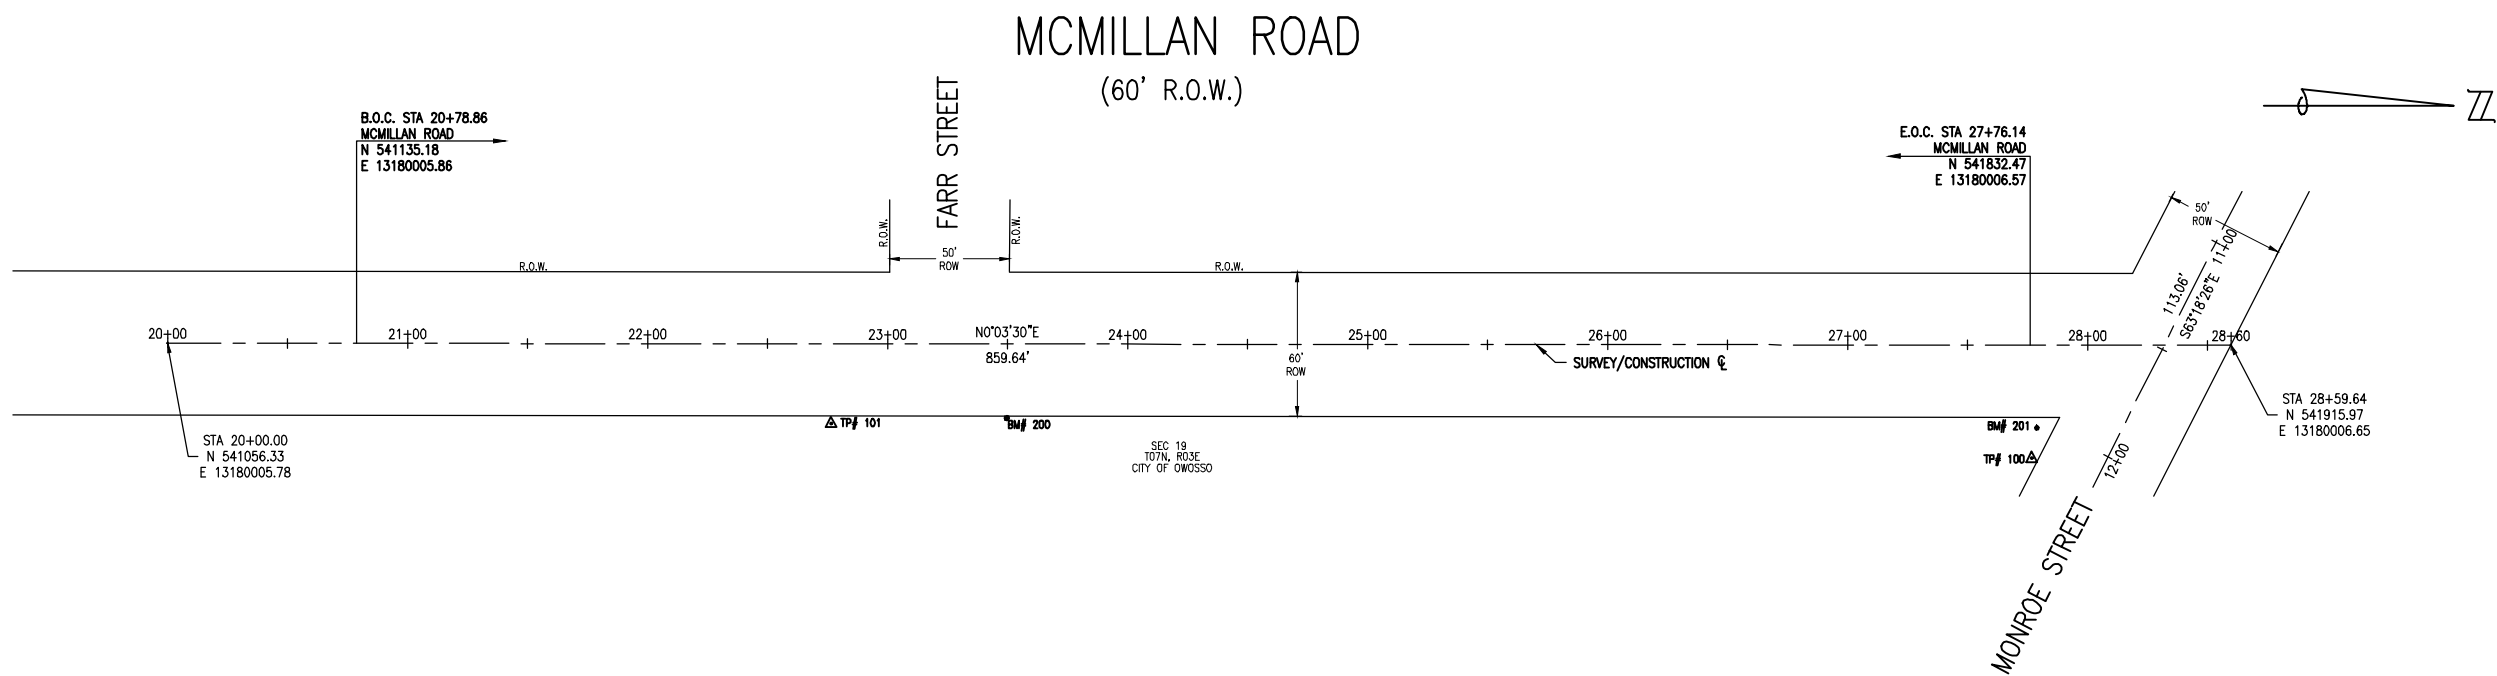 MCMILLAN ROAD
(60' R.O.W.)
FARR STREET
Z
B.O.C. STA 20+78.86
MCMILLAN ROAD
N 541135.18
E 13180005.86
E.O.C. STA 27+76.14
MCMILLAN ROAD
N 541832.47
E 13180006.57
R.O.W.
R.O.W.
50'
ROW
R.O.W.
R.O.W.
50'
ROW
11+00
113.06'
S63°18'26"E
20+00
21+00
22+00
23+00
N0°03'30"E
859.64'
24+00
25+00
26+00
27+00
28+00
28+60
60'
ROW
SURVEY/CONSTRUCTION ℄
STA 28+59.64
N 541915.97
E 13180006.65
TP# 101
BM# 200
BM# 201
TP# 100
12+00
STA 20+00.00
N 541056.33
E 13180005.78
SEC 19
T07N, R03E
CITY OF OWOSSO
MONROE STREET